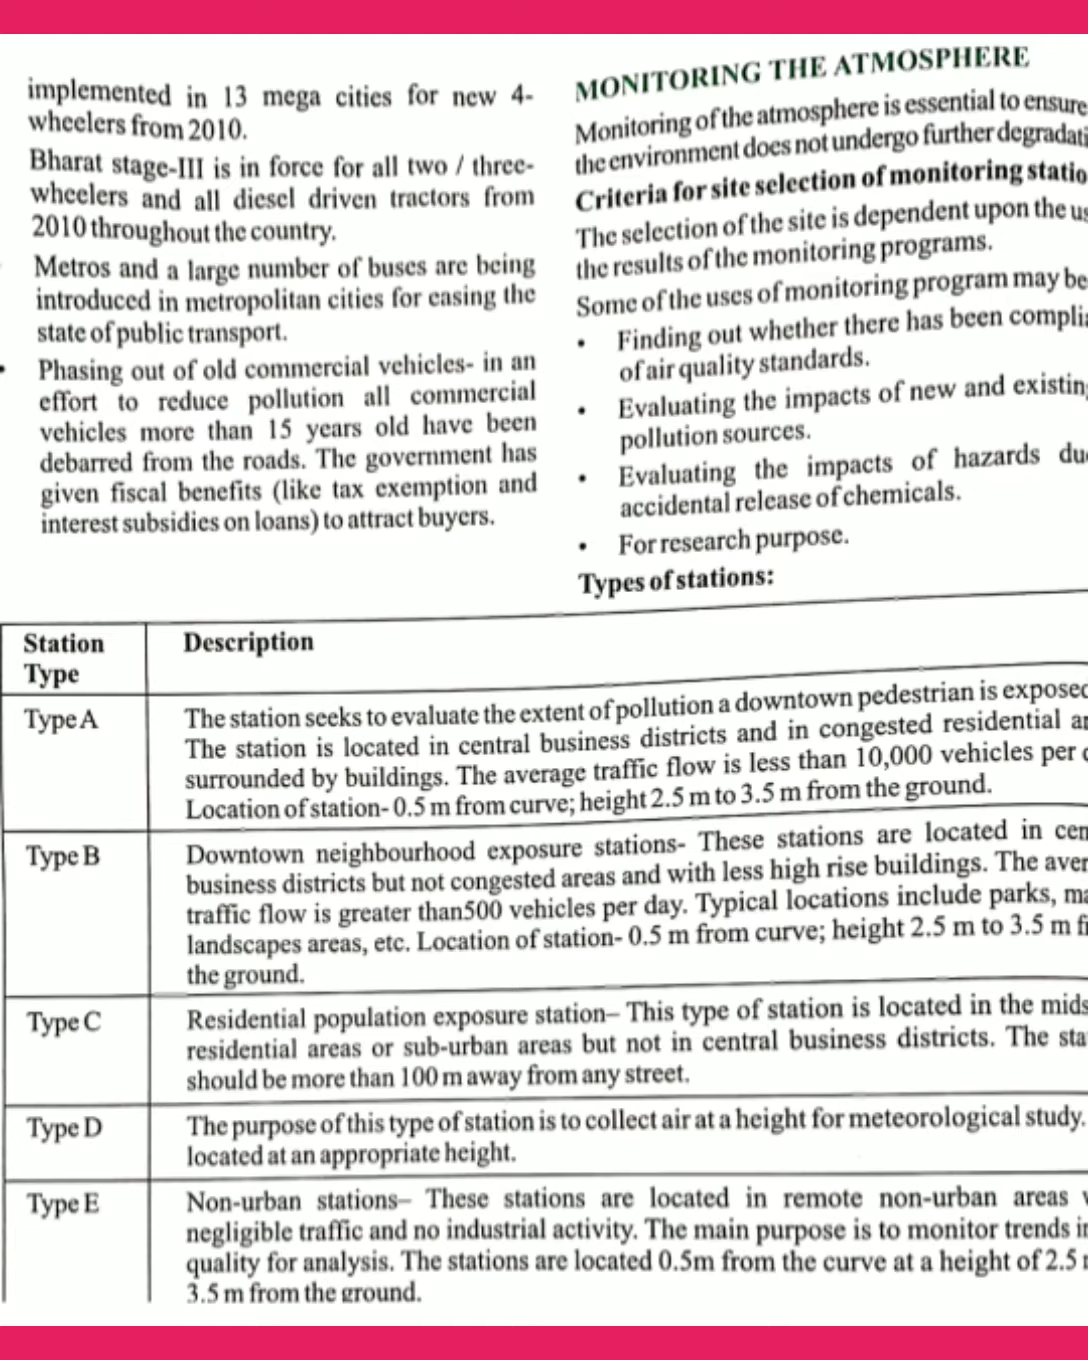 implemented in 13 mega cities for new 4-
wheelers from 2010.
Bharat stage-III is in force for all two / three-
wheelers and all diesel driven tractors from
2010 throughout the country.
Metros and a large number of buses are being
introduced in metropolitan cities for easing the
state of public transport.
• Phasing out of old commercial vehicles- in an
effort to reduce pollution all commercial
vehicles more than 15 years old have been
debarred from the roads. The government has
given fiscal benefits (like tax exemption and
interest subsidies on loans) to attract buyers.
MONITORING THE ATMOSPHERE
Monitoring of the atmosphere is essential to ensure
the environment does not undergo further
Criteria for site selection of monitoring
The selection of the site is dependent upon the
the results of the monitoring programs.
Some of the uses of monitoring program may be
• Finding out whether there has been
of air quality standards.
• Evaluating the impacts of new and
pollution sources.
• Evaluating the impacts of hazards
accidental release of chemicals.
• For research purpose.
Types of stations:
Station
Type
Description
Type A
The station seeks to evaluate the extent of pollution a downtown pedestrian is exposed
The station is located in central business districts and in congested residential
surrounded by buildings. The average traffic flow is less than 10,000 vehicles per
Location of station- 0.5 m from curve; height 2.5 m to 3.5 m from the ground.
Type B
Downtown neighbourhood exposure stations- These stations are located in
business districts but not congested areas and with less high rise buildings. The
traffic flow is greater than500 vehicles per day. Typical locations include parks,
landscapes areas, etc. Location of station- 0.5 m from curve; height 2.5 m to 3.5 m
the ground.
Type C
Residential population exposure station– This type of station is located in the
residential areas or sub-urban areas but not in central business districts. The
should be more than 100 m away from any street.
Type D
The purpose of this type of station is to collect air at a height for meteorological study.
located at an appropriate height.
Type E
Non-urban stations– These stations are located in remote non-urban areas
negligible traffic and no industrial activity. The main purpose is to monitor trends
quality for analysis. The stations are located 0.5m from the curve at a height of 2.5
3.5 m from the ground.